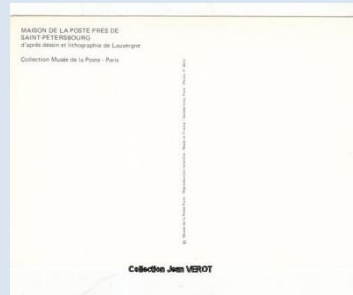 MAISON DE LA POSTE PRES DE
SAINT-PETERSBOURG
d'après dessin et lithographie de Lauvergne
Collection Musée de la Poste - Paris
Collection Jean VEROT